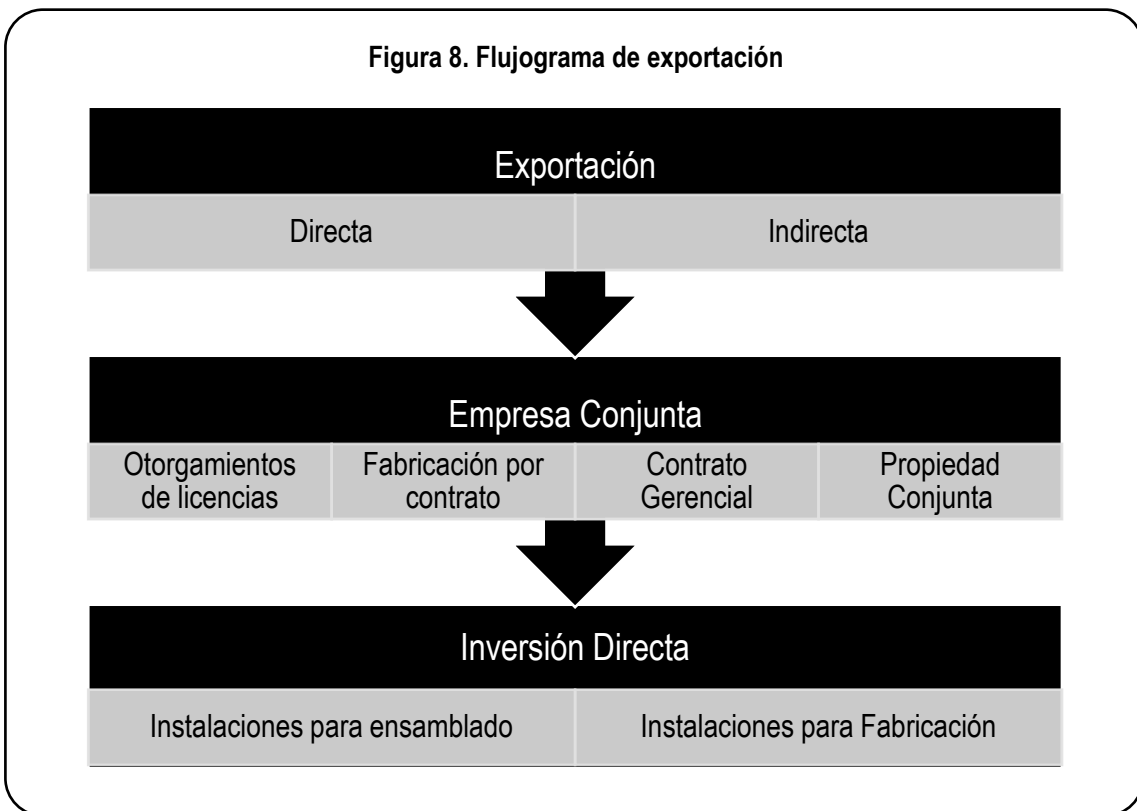 Figura 8. Flujograma de exportación
Exportación
Directa
Indirecta
Empresa Conjunta
Otorgamientos
de licencias
Fabricación por
contrato
Contrato
Gerencial
Propiedad
Conjunta
Inversión Directa
Instalaciones para ensamblado
Instalaciones para Fabricación